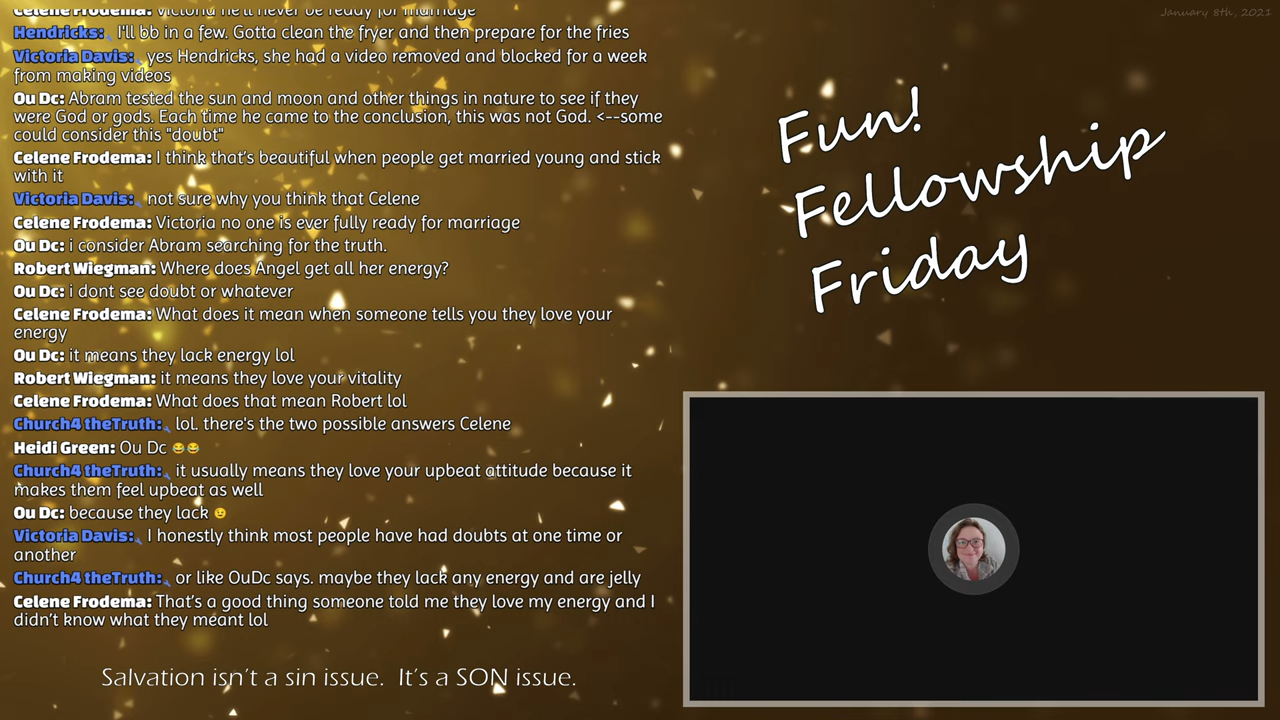 Celene Frodema: Victoria he'll never be ready for marriage
Hendricks: I'll bb in a few. Gotta clean the fryer and then prepare for the fries
Victoria Davis: yes Hendricks, she had a video removed and blocked for a week
from making videos
Ou Dc: Abram tested the sun and moon and other things in nature to see if they
were God or gods. Each time he came to the conclusion, this was not God. <--some
could consider this "doubt"
Celene Frodema: I think that's beautiful when people get married young and stick
with it
Victoria Davis: not sure why you think that Celene
Celene Frodema: Victoria no one is ever fully ready for marriage
Ou Dc: i consider Abram searching for the truth.
Robert Wiegman: Where does Angel get all her energy?
Ou Dc: i dont see doubt or whatever
Celene Frodema: What does it mean when someone tells you they love your
energy
Ou Dc: it means they lack energy lol
Robert Wiegman: it means they love your vitality
Celene Frodema: What does that mean Robert lol
Church4 theTruth: lol. there's the two possible answers Celene
Heidi Green: Ou Dc 😂😂
Church4 theTruth: it usually means they love your upbeat attitude because it
makes them feel upbeat as well
Ou Dc: because they lack 😉
Victoria Davis: I honestly think most people have had doubts at one time or
another
Church4 theTruth: or like OuDc says. maybe they lack any energy and are jelly
Celene Frodema: That's a good thing someone told me they love my energy and I
didn't know what they meant lol
Salvation isn't a sin issue. It's a SON issue.
January 8th, 2021
Fun!
Fellowship
Friday